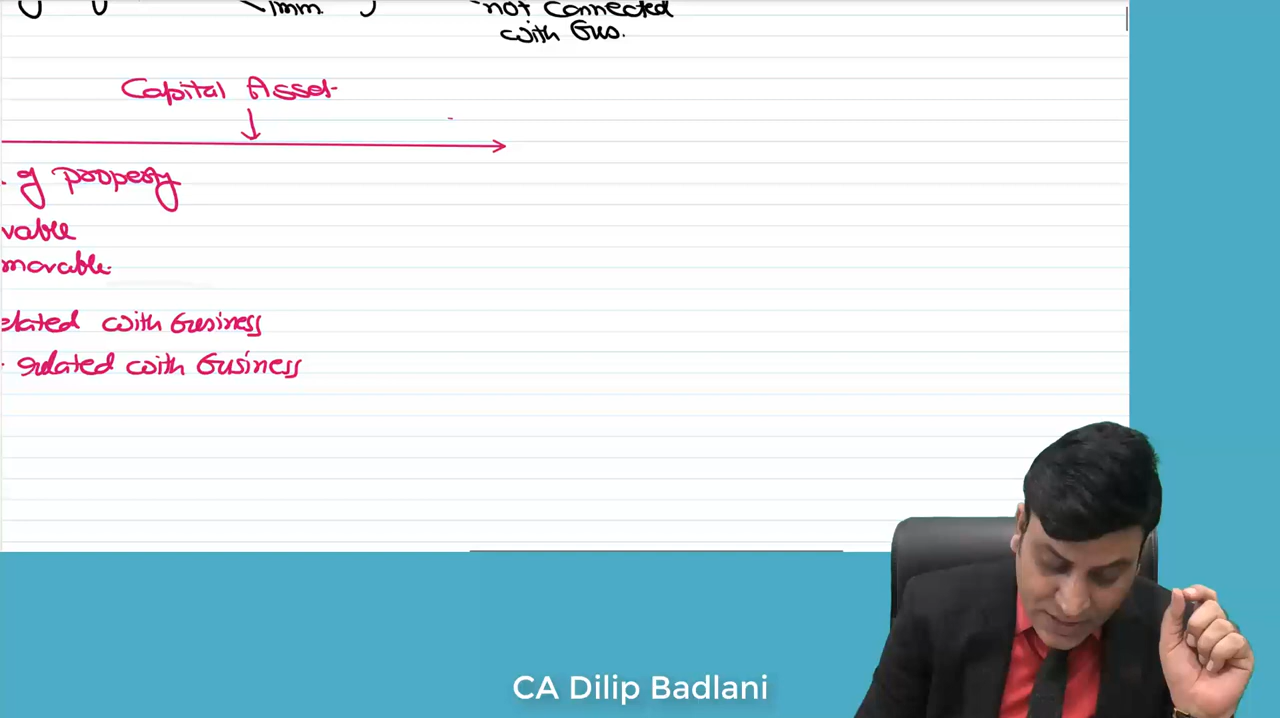 imm.
not connected
with Bus.
Capital Asset
of property
vable
movable
elated with Business
related with Business
CA Dilip Badlani